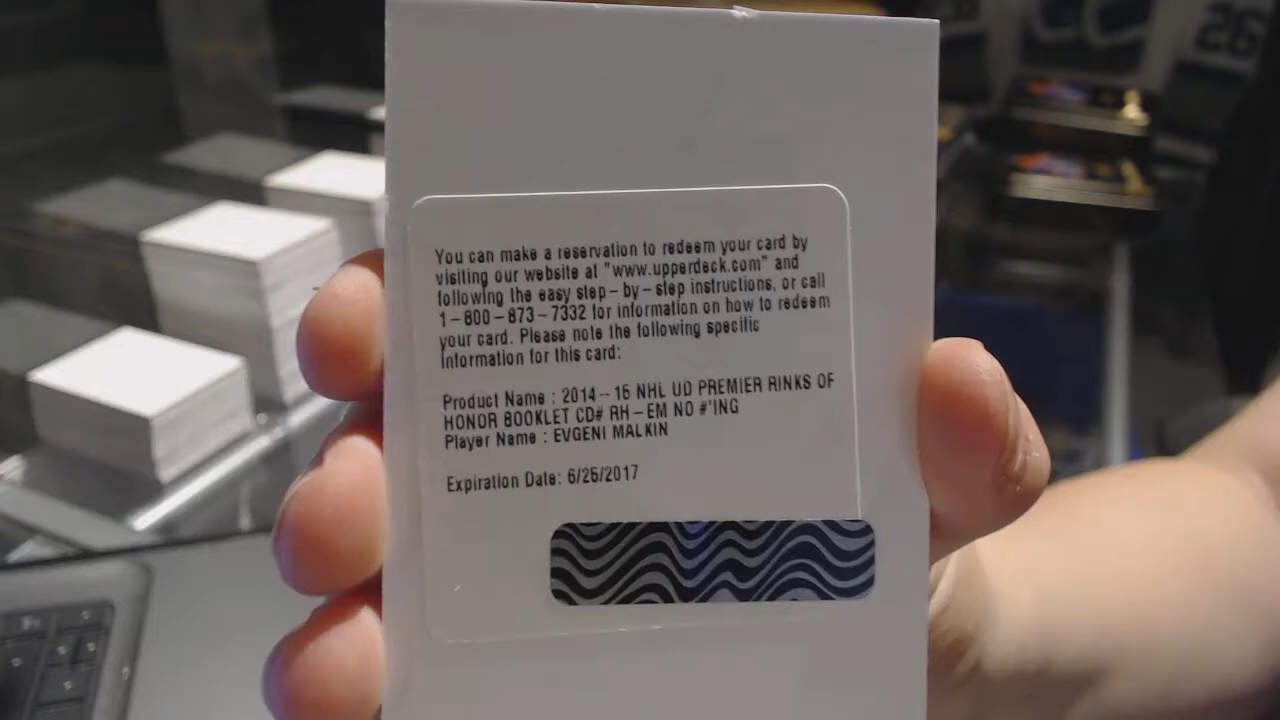 You can make a reservation to redeem your card by
visiting our website at "www.upperdeck.com" and
following the easy step-by-step instructions, or call
1-800-873-7332 for information on how to redeem
your card. Please note the following specific
information for this card:
Product Name : 2014--15 NHL UD PREMIER RINKS OF
HONOR BOOKLET CD# RH-EM NO #'ING
Player Name : EVGENI MALKIN
Expiration Date: 6/25/2017
26